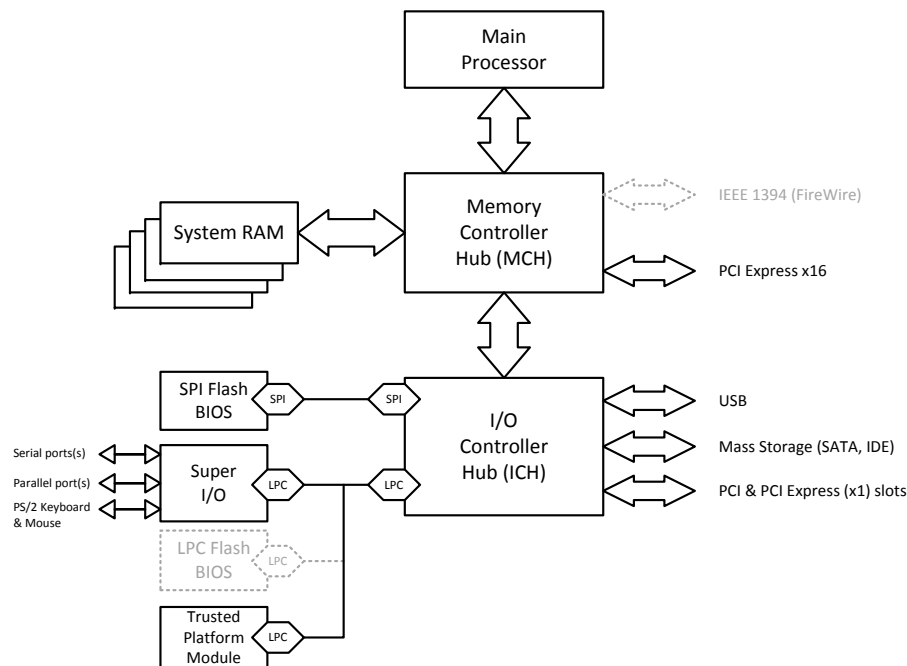 Main
Processor
IEEE 1394 (FireWire)
Memory
Controller
Hub (MCH)
System RAM
PCI Express x16
SPI Flash
BIOS
SPI
SPI
I/O
Controller
Hub (ICH)
USB
Mass Storage (SATA, IDE)
PCI & PCI Express (x1) slots
Serial ports(s)
Parallel port(s)
PS/2 Keyboard
& Mouse
Super
I/O
LPC
LPC
LPC Flash
BIOS
LPC
Trusted
Platform
Module
LPC